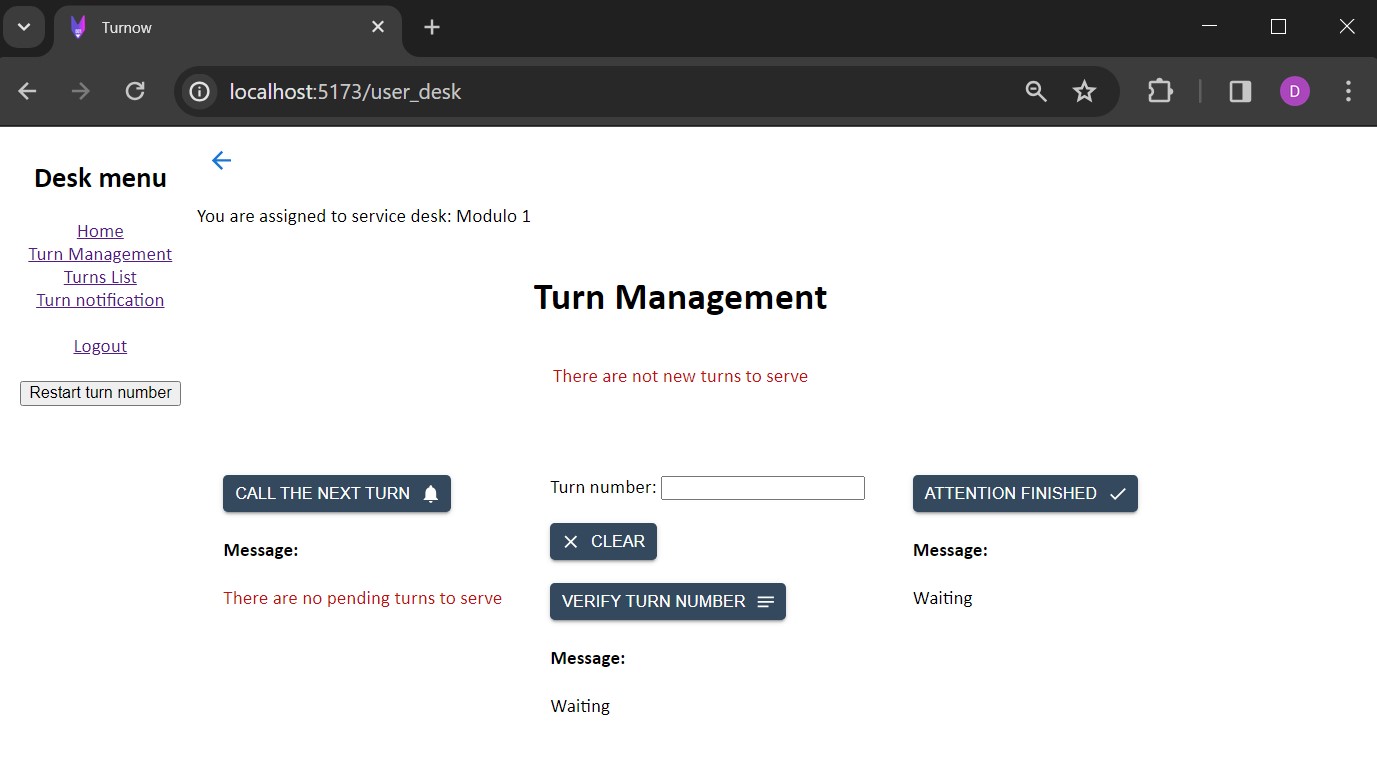 Turnow
localhost:5173/user_desk
D
Desk menu
Home
Turn Management
Turns List
Turn notification
Logout
Restart turn number
You are assigned to service desk: Modulo 1
Turn Management
There are not new turns to serve
CALL THE NEXT TURN
Message:
There are no pending turns to serve
Turn number:
CLEAR
VERIFY TURN NUMBER
Message:
Waiting
ATTENTION FINISHED
Message:
Waiting